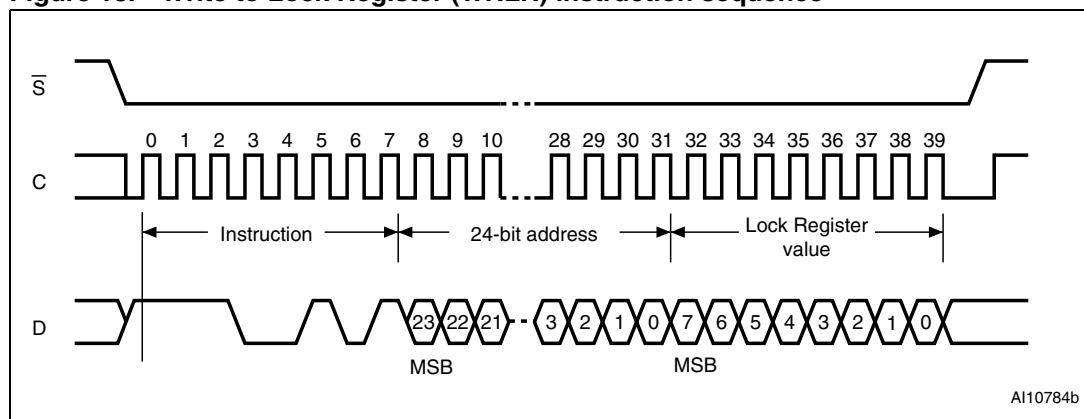 Figure 18. Write to Lock Register (WRLR) instruction sequence
S
0 1 2 3 4 5 6 7 8 9 10 28 29 30 31 32 33 34 35 36 37 38 39
C
Instruction 24-bit address Lock Register
value
D 23 22 21 3 2 1 0 7 6 5 4 3 2 1 0
MSB MSB
AI10784b